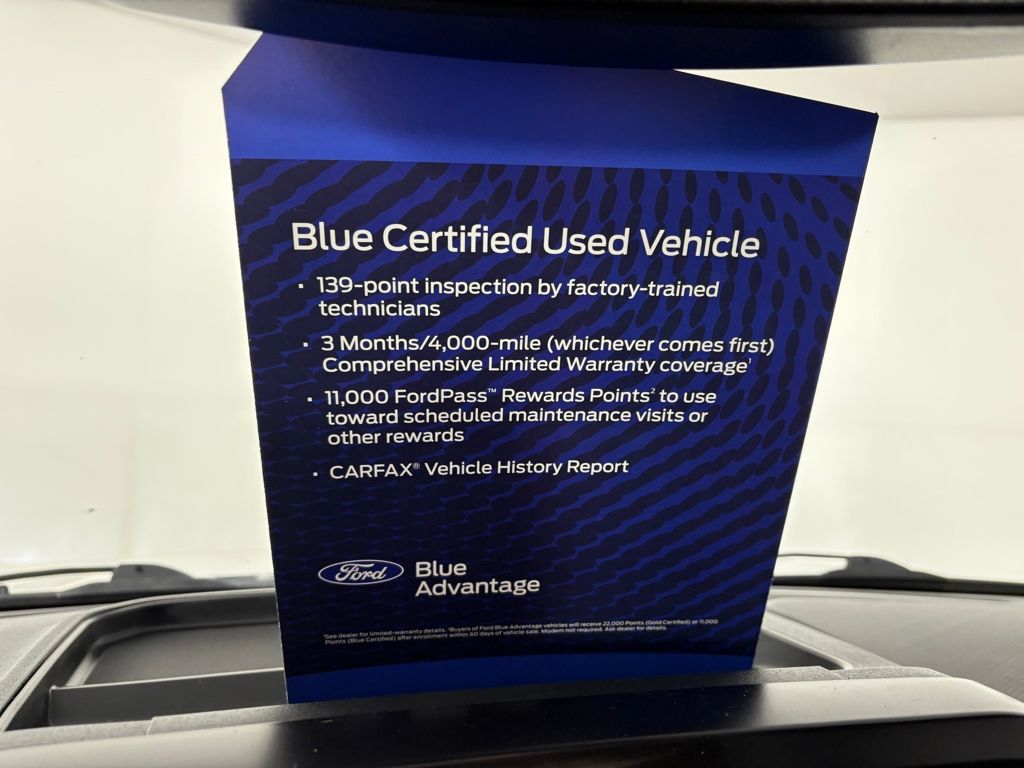 Blue Certified Used Vehicle
▪ 139-point inspection by factory-trained
technicians
▪ 3 Months/4,000-mile (whichever comes first)
Comprehensive Limited Warranty coverage¹
▪ 11,000 FordPass™ Rewards Points² to use
toward scheduled maintenance visits or
other rewards
▪ CARFAX® Vehicle History Report
Ford
Blue
Advantage
¹See dealer for limited-warranty details. ²Buyers of Ford Blue Advantage vehicles will receive 22,000 Points (Gold Certified) or 11,000
Points (Blue Certified) after enrollment within 60 days of vehicle sale. Modem not required. Ask dealer for details.